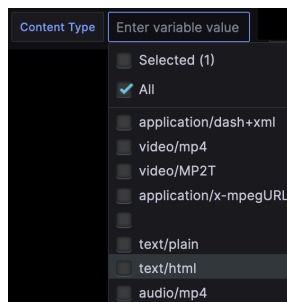 Content Type
Enter variable value
Selected (1)
All
application/dash+xml
video/mp4
video/MP2T
application/x-mpegURL
text/plain
text/html
audio/mp4